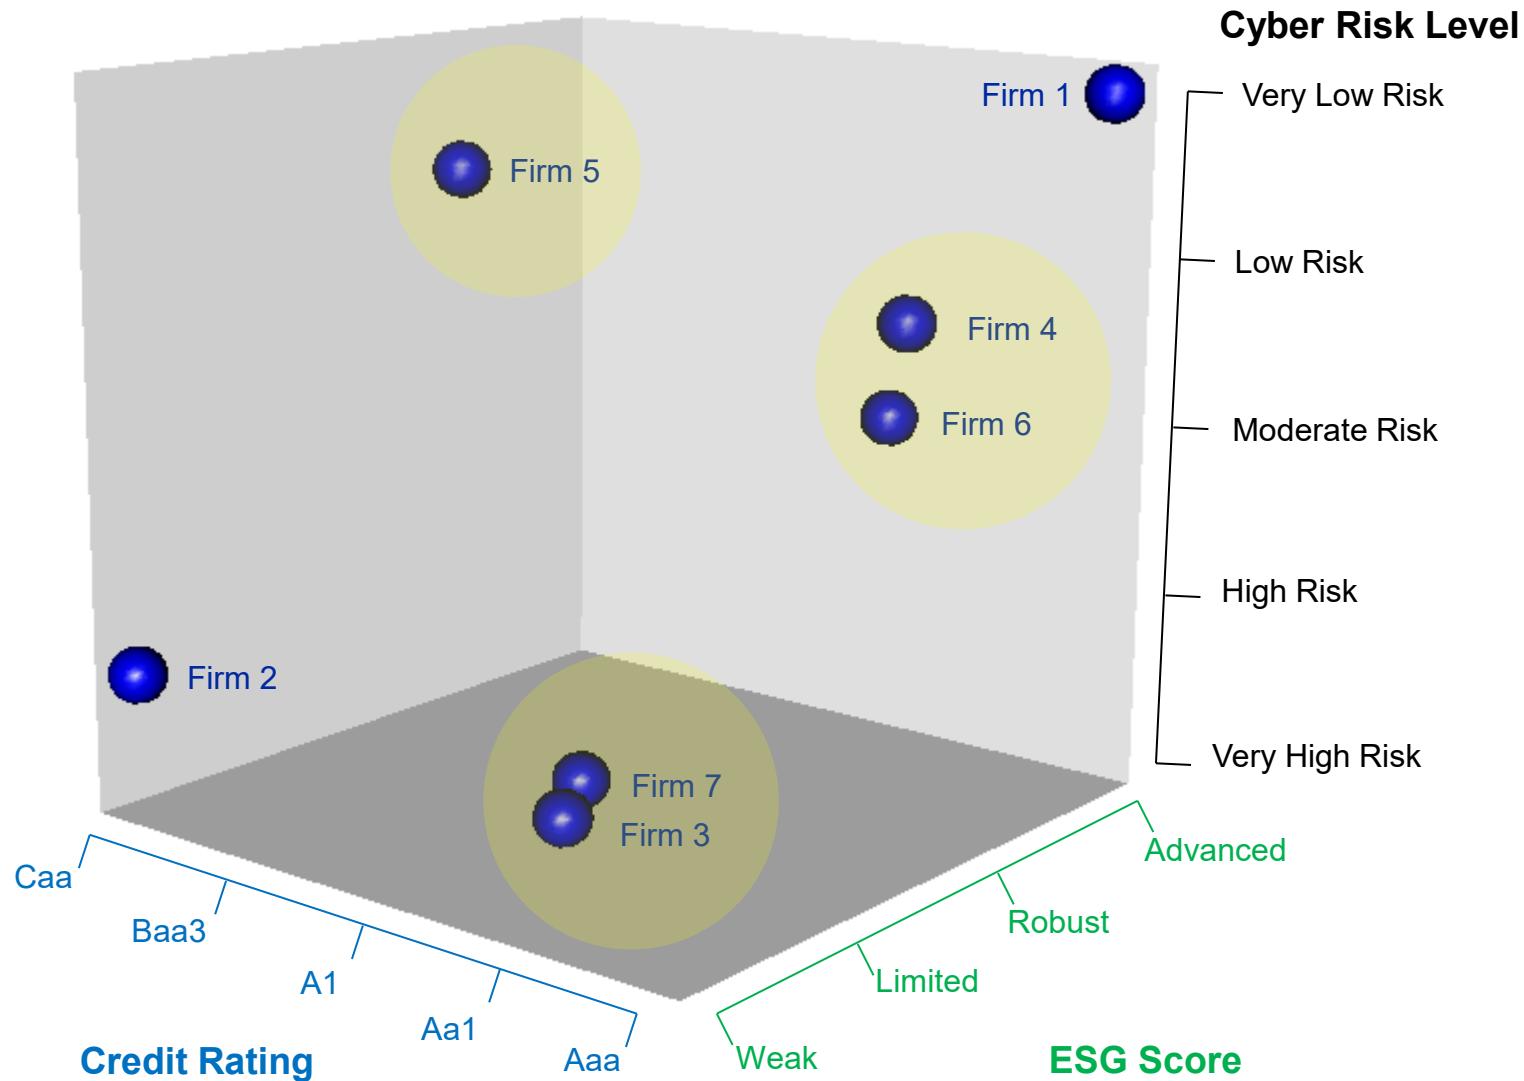 Cyber Risk Level
Firm 1
Very Low Risk
Firm 5
Low Risk
Firm 4
Firm 6
Moderate Risk
High Risk
Firm 2
Very High Risk
Firm 7
Firm 3
Advanced
Caa
Robust
Baa3
Limited
A1
Aa1
Weak
Aaa
Credit Rating
ESG Score